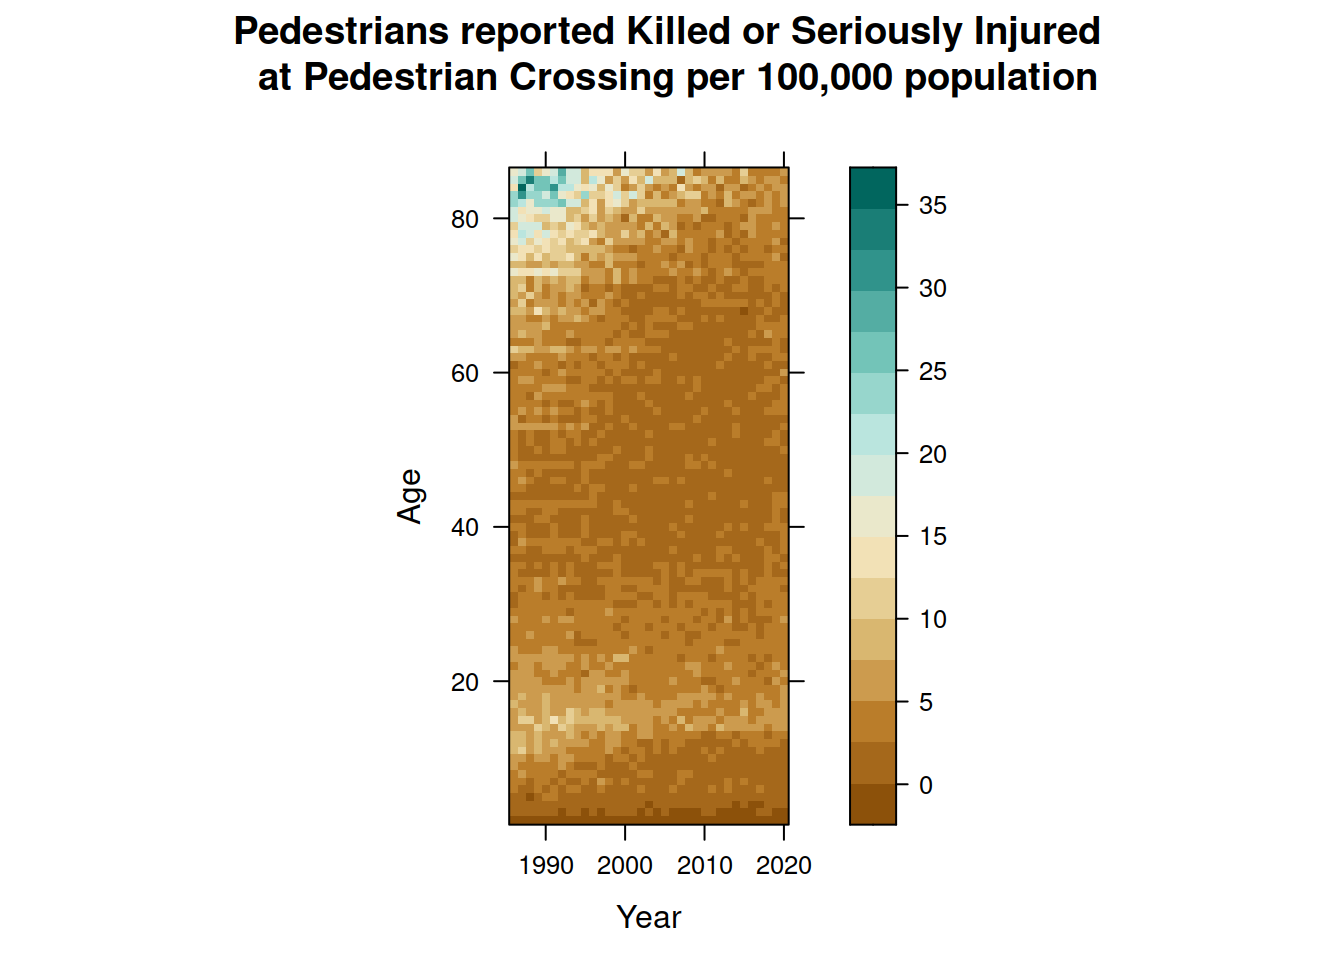 Pedestrians reported Killed or Seriously Injured
at Pedestrian Crossing per 100,000 population
80
60
40
20
Age
1990 2000 2010 2020
Year
35
30
25
20
15
10
5
0